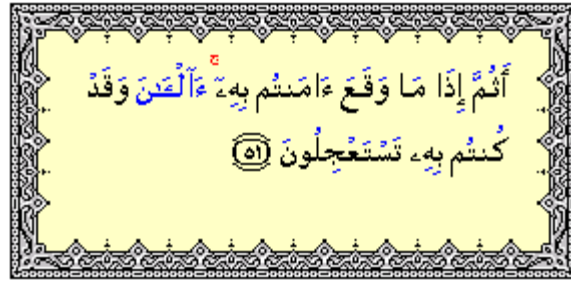 أَثُمَّ إِذَا مَا وَقَعَ ءَامَنتُم بِهِۦٓ ۚ ءَآلْـَٔـٰنَ وَقَدْ
كُنتُم بِهِۦ تَسْتَعْجِلُونَ ٥١